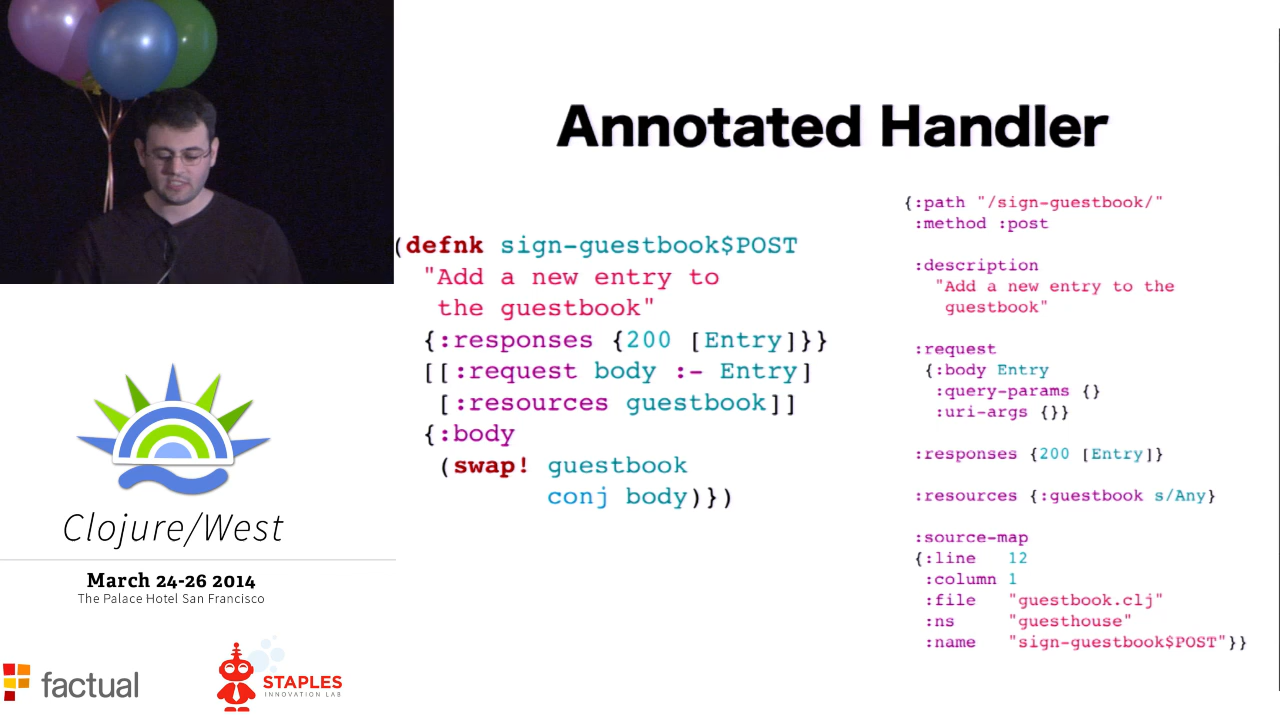 Annotated Handler
(defnk sign-guestbook$POST
"Add a new entry to
the guestbook"
{:responses {200 [Entry]}}
[[:request body :- Entry]
[:resources guestbook]]
{:body
(swap! guestbook
conj body)})
{:path "/sign-guestbook/"
:method :post
:description
"Add a new entry to the
guestbook"
:request
{:body Entry
:query-params {}
:uri-args {}}
:responses {200 [Entry]}
:resources {:guestbook s/Any}
:source-map
{:line 12
:column 1
:file "guestbook.clj"
:ns "guesthouse"
:name "sign-guestbook$POST"}}
Clojure/West
March 24-26 2014
The Palace Hotel San Francisco
factual
STAPLES
INNOVATION LAB